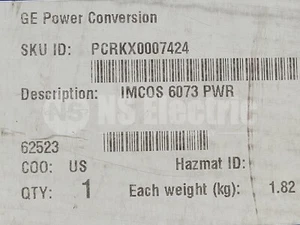 GE Power Conversion
SKU ID: PCRKX0007424
NS Electric
Description: IMCOS 6073 PWR
62523
COO: US Hazmat ID:
QTY: 1 Each weight (kg): 1.82